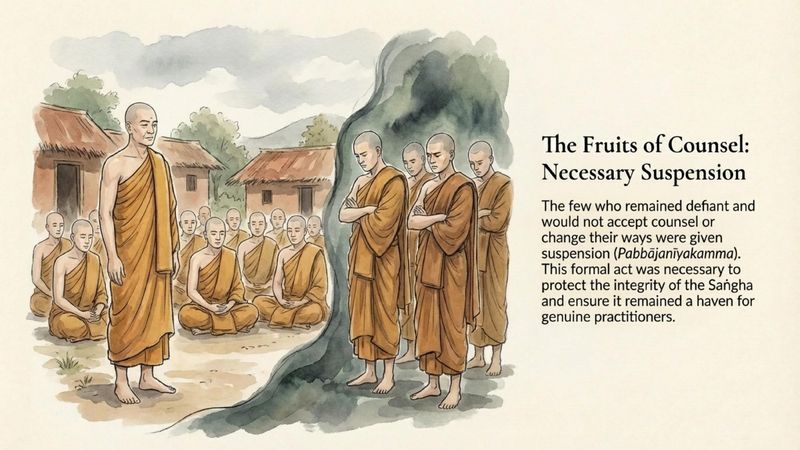 The Fruits of Counsel:
Necessary Suspension
The few who remained defiant and
would not accept counsel or
change their ways were given
suspension (Pabbājanīyakamma).
This formal act was necessary to
protect the integrity of the Saṅgha
and ensure it remained a haven for
genuine practitioners.